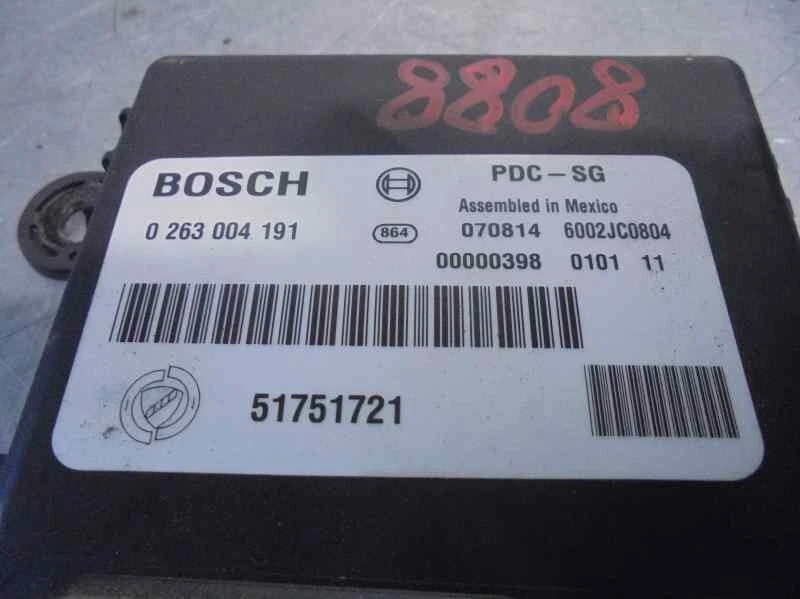 8808
BOSCH
PDC-SG
Assembled in Mexico
0 263 004 191
864
070814 6002JC0804
00000398 0101 11
51751721